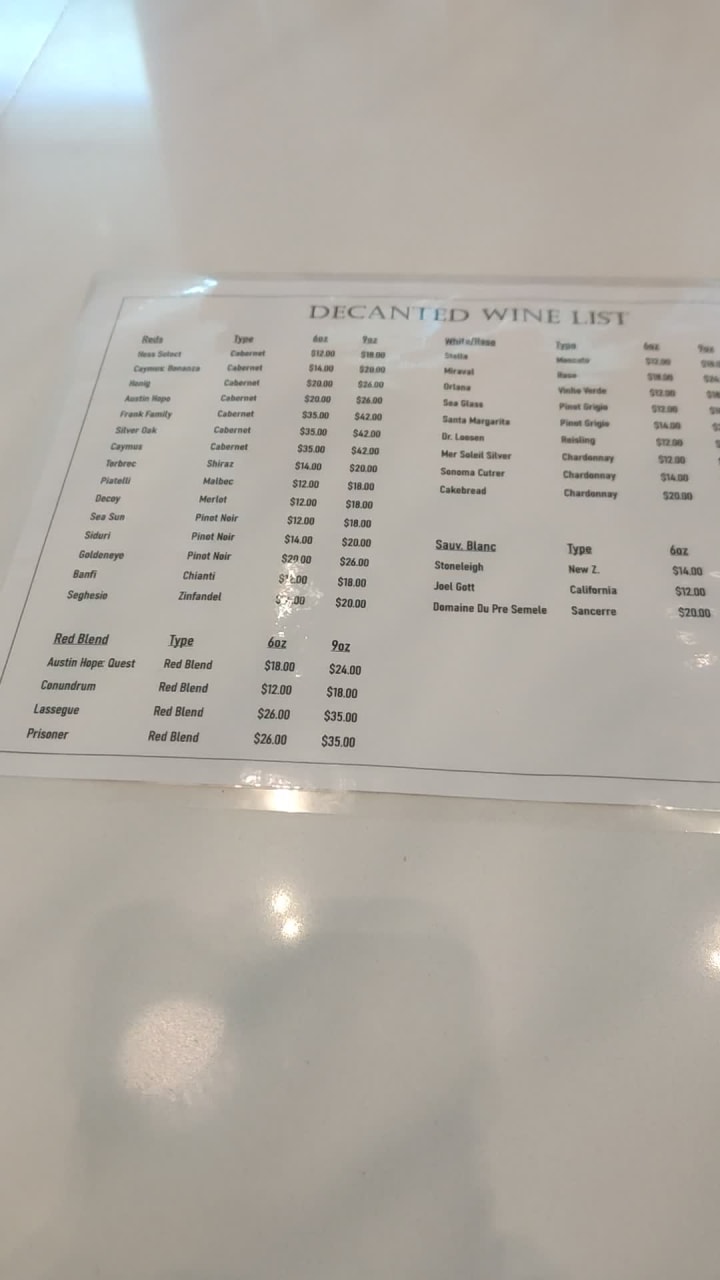 DECANTED WINE LIST
Reds Type 6oz 9oz
Hess Select Cabernet $12.00 $18.00
Caymus Bonanza Cabernet $14.00 $20.00
Honig Cabernet $20.00 $26.00
Austin Hope Cabernet $20.00 $26.00
Frank Family Cabernet $35.00 $42.00
Silver Oak Cabernet $35.00 $42.00
Caymus Cabernet $35.00 $42.00
Torbrec Shiraz $14.00 $20.00
Piatelli Malbec $12.00 $18.00
Decoy Merlot $12.00 $18.00
Sea Sun Pinot Noir $12.00 $18.00
Siduri Pinot Noir $14.00 $20.00
Goldeneye Pinot Noir $20.00 $26.00
Banfi Chianti $18.00
Seghesio Zinfandel $20.00
Red Blend Type 6oz 9oz
Austin Hope: Quest Red Blend $18.00 $24.00
Conundrum Red Blend $12.00 $18.00
Lassegue Red Blend $26.00 $35.00
Prisoner Red Blend $26.00 $35.00
White/Rose Type 6oz 9oz
Stella Moscato $12.00
Miraval Rose
Orlana Vinho Verde $12.00
Sea Glass Pinot Grigio $12.00
Santa Margarita Pinot Grigio $14.00
Dr. Loosen Reisling $12.00
Mer Soleil Silver Chardonnay $12.00
Sonoma Cutrer Chardonnay $14.00
Cakebread Chardonnay $20.00
Sauv. Blanc Type 6oz
Stoneleigh New Z. $14.00
Joel Gott California $12.00
Domaine Du Pre Semele Sancerre $20.00